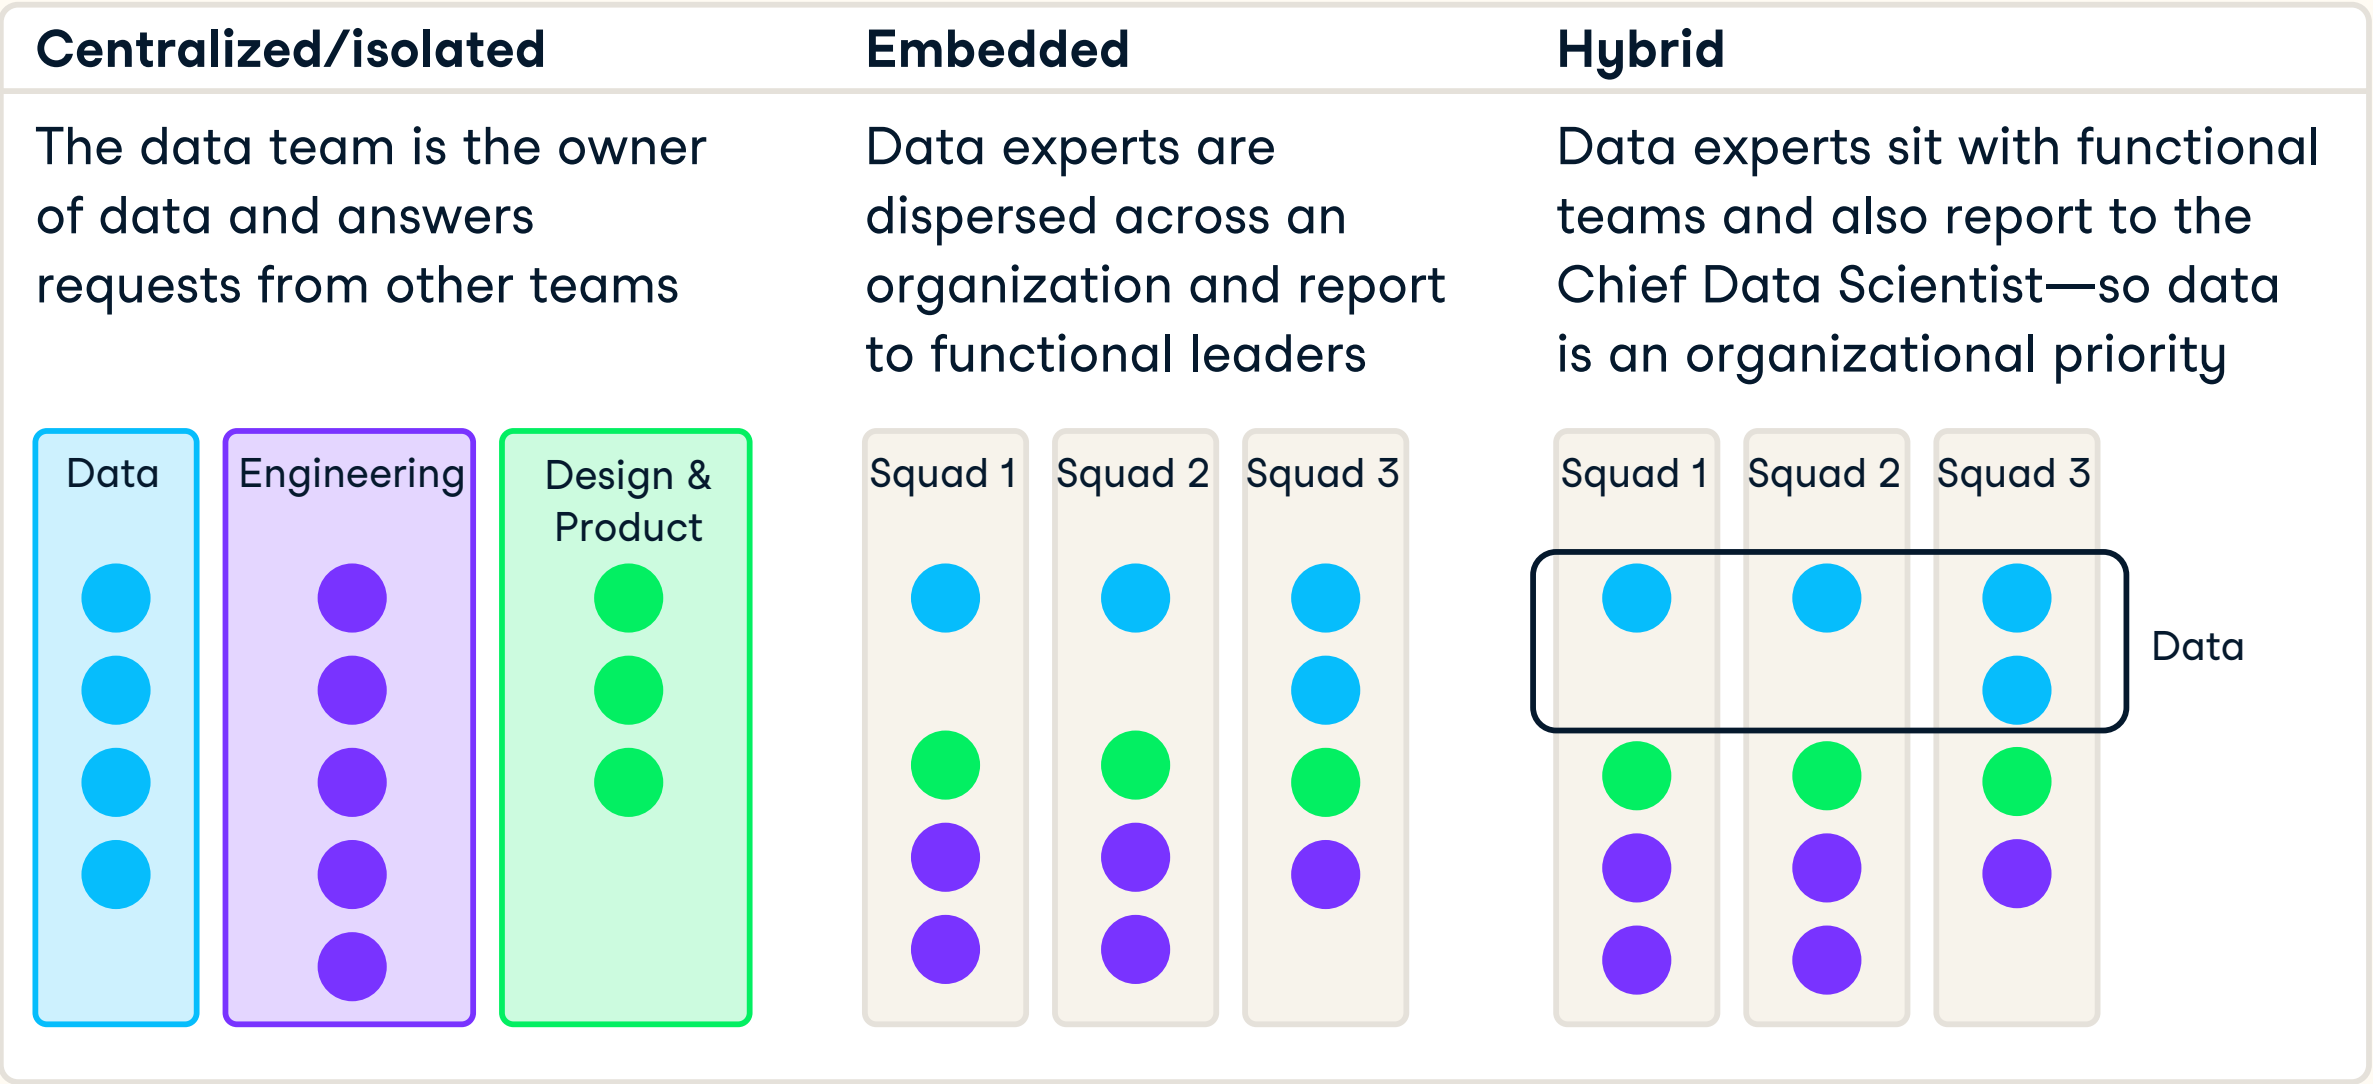 Centralized/isolated
The data team is the owner
of data and answers
requests from other teams
Data
Engineering
Design &
Product
Embedded
Data experts are
dispersed across an
organization and report
to functional leaders
Squad 1
Squad 2
Squad 3
Hybrid
Data experts sit with functional
teams and also report to the
Chief Data Scientist—so data
is an organizational priority
Squad 1
Squad 2
Squad 3
Data